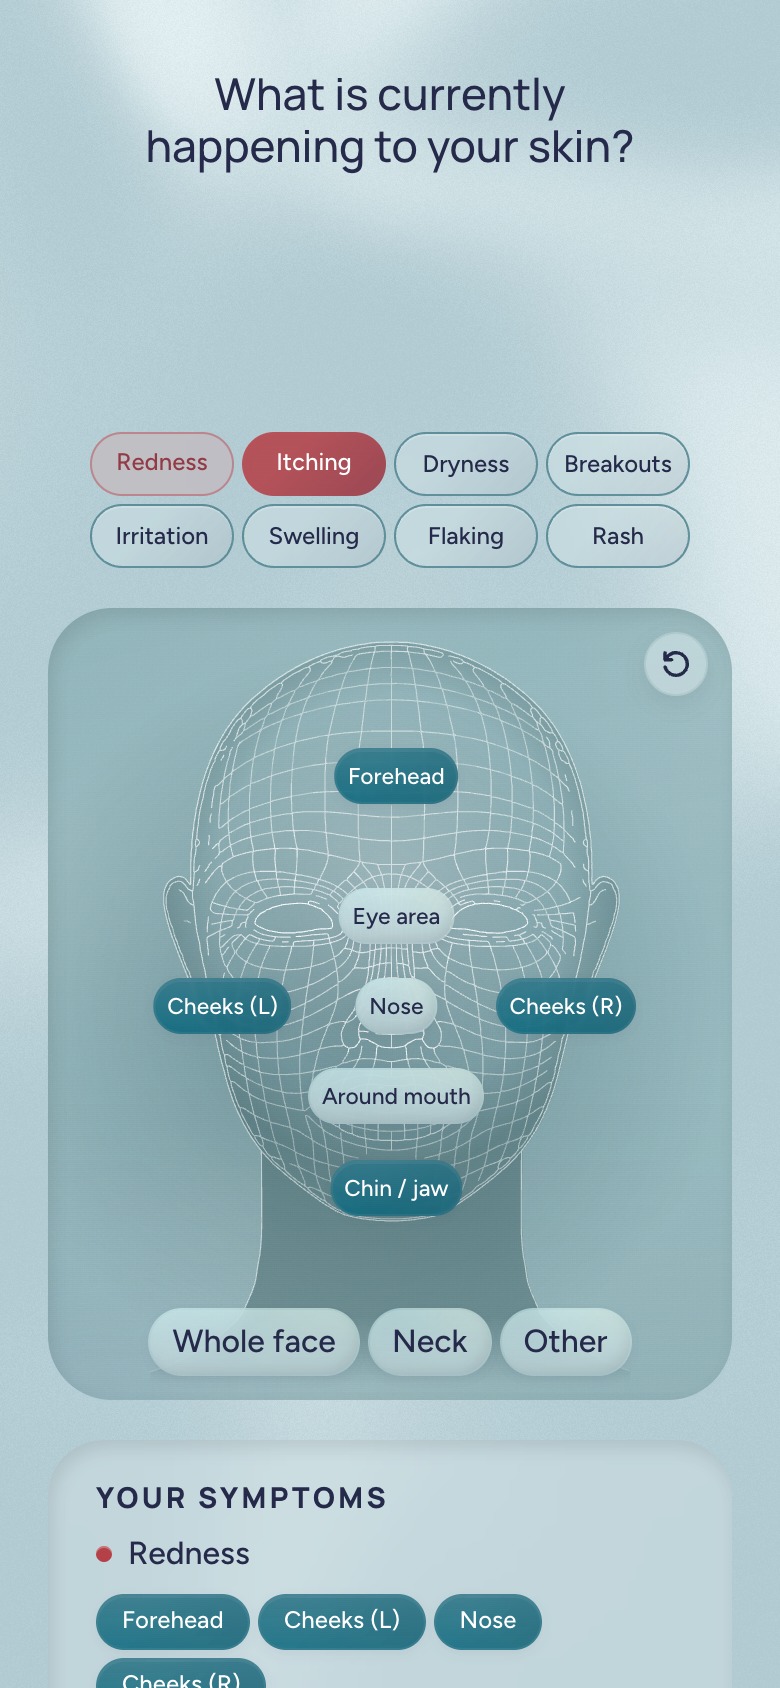 What is currently
happening to your skin?
Redness Itching Dryness Breakouts
Irritation Swelling Flaking Rash
Forehead
Eye area
Cheeks (L) Nose Cheeks (R)
Around mouth
Chin / jaw
Whole face Neck Other
YOUR SYMPTOMS
Redness
Forehead Cheeks (L) Nose
Cheeks (R)